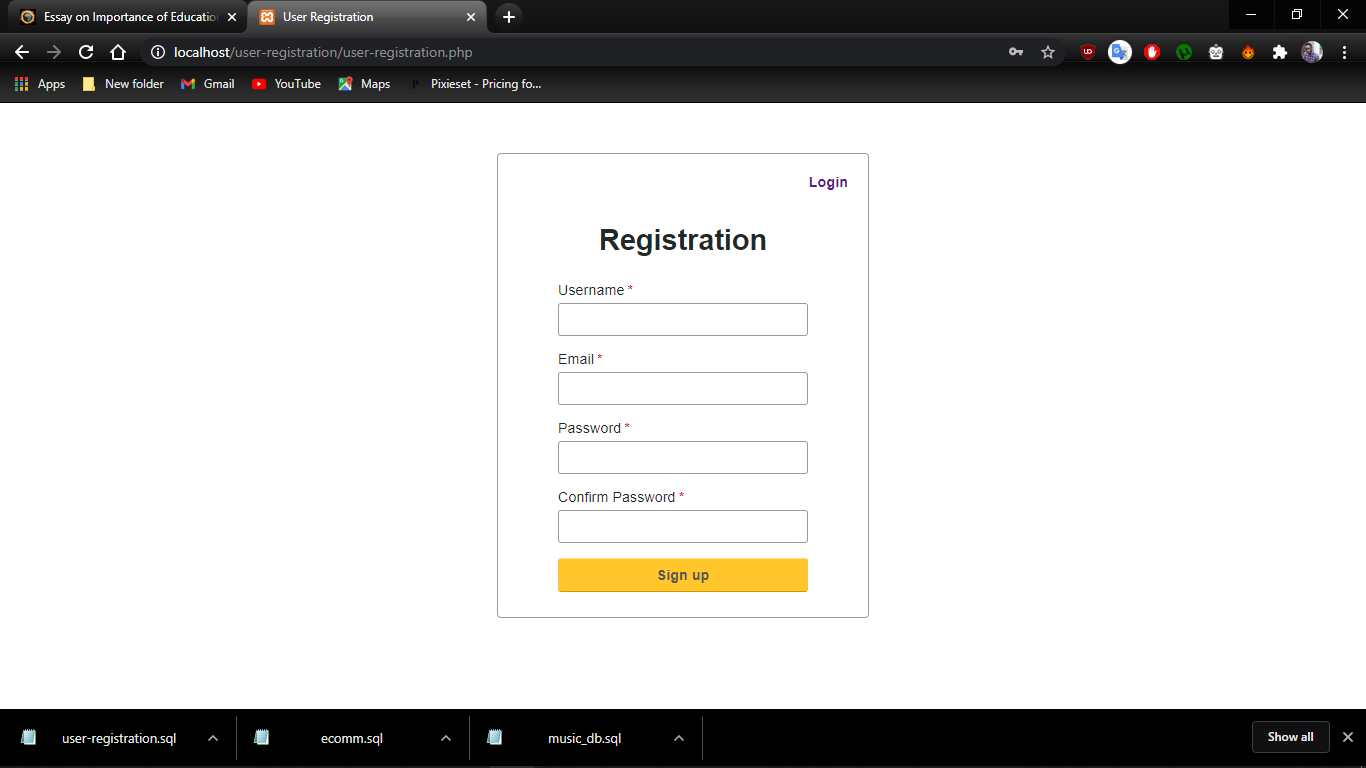 Essay on Importance of Educatio
User Registration
localhost/user-registration/user-registration.php
Apps
New folder
Gmail
YouTube
Maps
Pixieset - Pricing fo...
Login
Registration
Username *
Email *
Password *
Confirm Password *
Sign up
user-registration.sql
ecomm.sql
music_db.sql
Show all